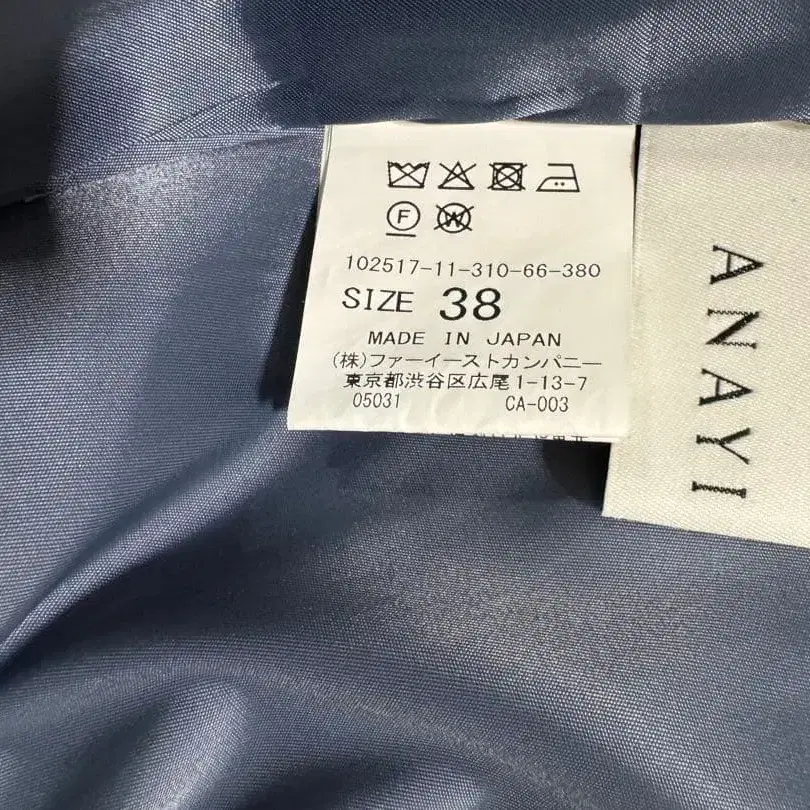 F
W
102517-11-310-66-380
SIZE 38
MADE IN JAPAN
(株)ファーイーストカンパニー
東京都渋谷区広尾1-13-7
05031 CA-003
ANAYI